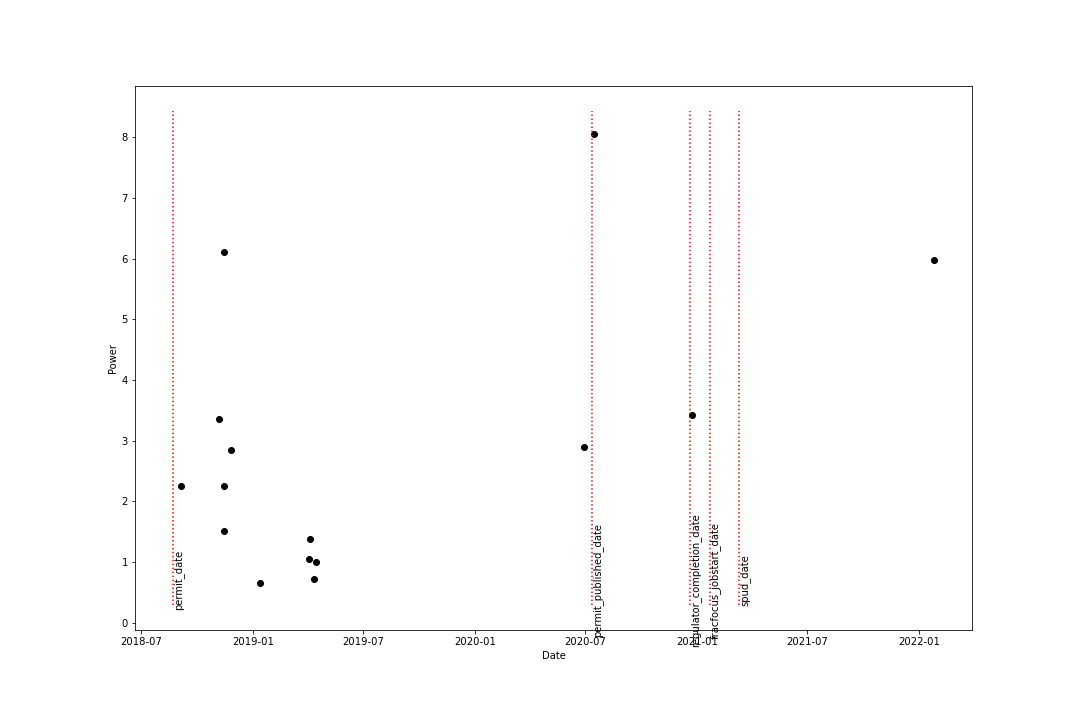 8
7
6
5
4
3
2
1
0
Power
permit_date
permit_published_date
regulator_completion_date
fracfocus_jobstart_date
spud_date
2018-07
2019-01
2019-07
2020-01
2020-07
2021-01
2021-07
2022-01
Date